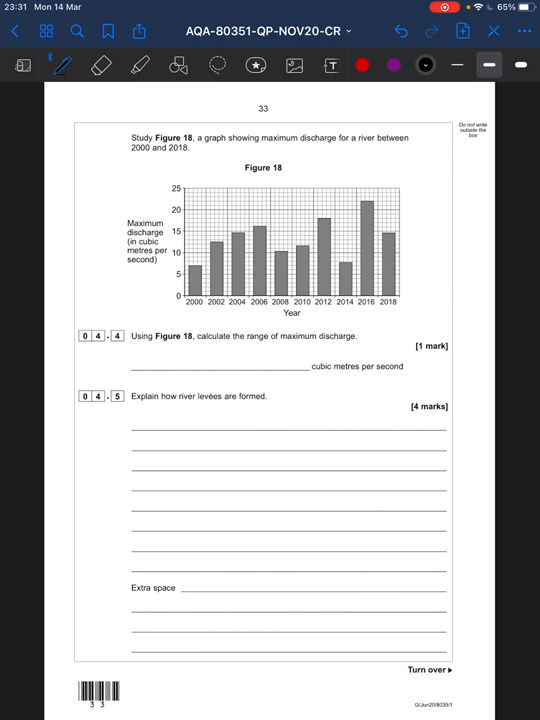 23:31 Mon 14 Mar
65%
AQA-80351-QP-NOV20-CR
T
33
Do not write
outside the
box
Study Figure 18, a graph showing maximum discharge for a river between
2000 and 2018.
Figure 18
Maximum
discharge
(in cubic
metres per
second)
25
20
15
10
5
0
2000 2002 2004 2006 2008 2010 2012 2014 2016 2018
Year
0 4 . 4 Using Figure 18, calculate the range of maximum discharge.
[1 mark]
cubic metres per second
0 4 . 5 Explain how river levées are formed.
[4 marks]
Extra space
Turn over
3 3
G/Jun20/8035/1